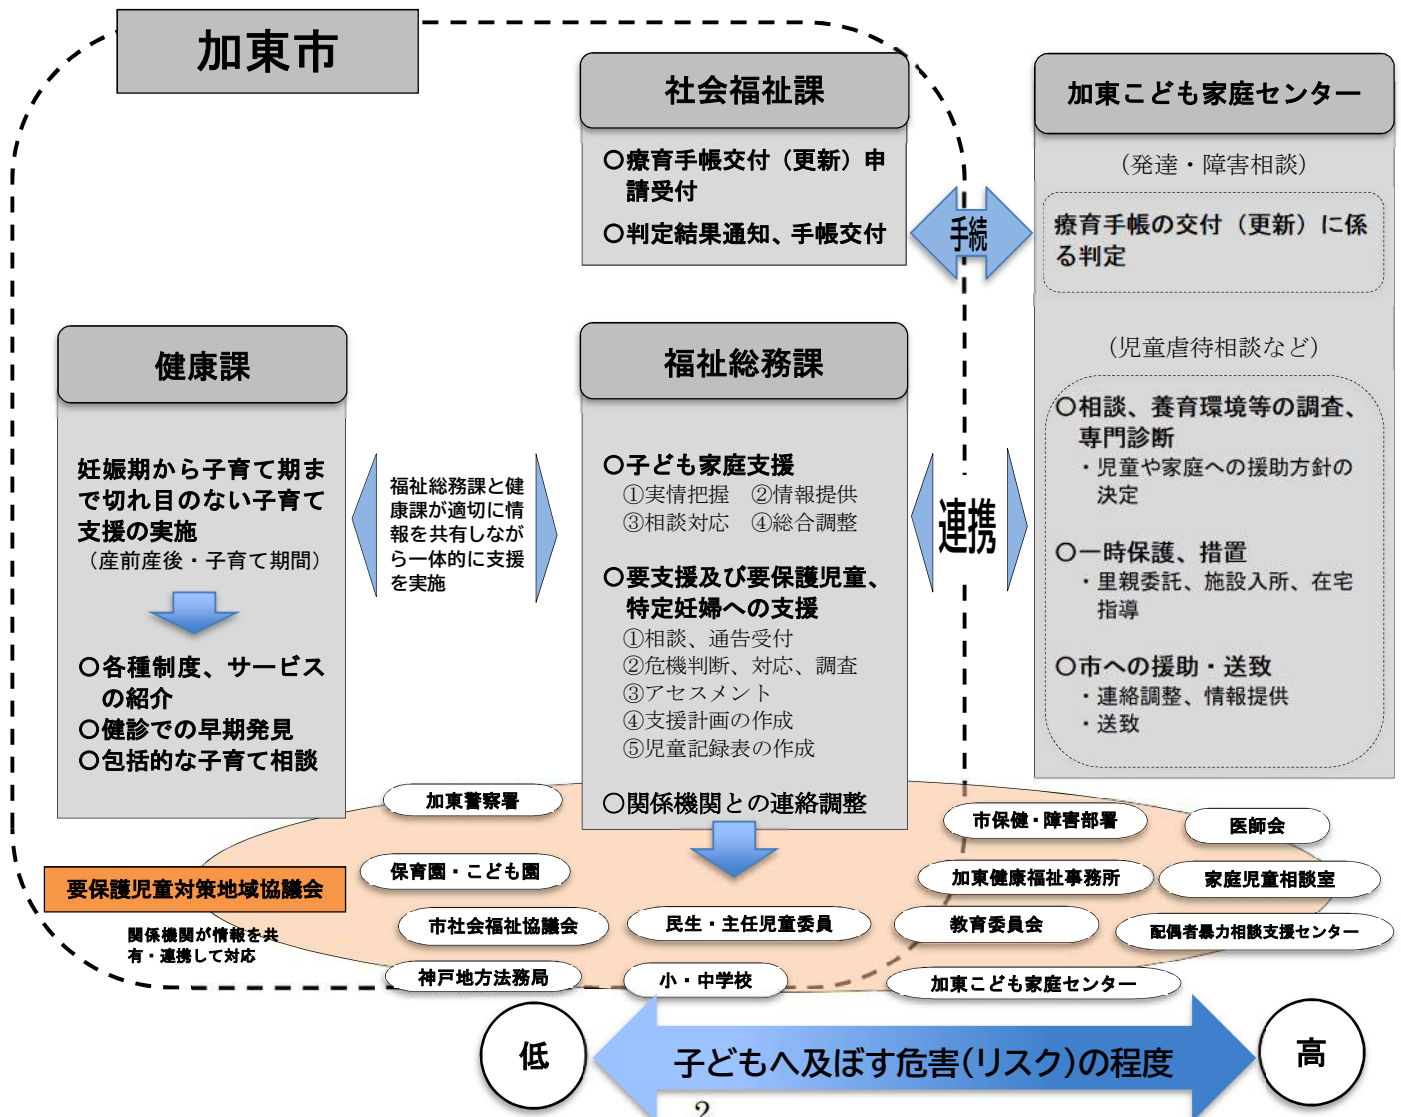 加東市
社会福祉課
○療育手帳交付（更新）申
請受付
○判定結果通知、手帳交付
手続
加東こども家庭センター
（発達・障害相談）
療育手帳の交付（更新）に係
る判定
（児童虐待相談など）
○相談、養育環境等の調査、
専門診断
・児童や家庭への援助方針の
決定
○一時保護、措置
・里親委託、施設入所、在宅
指導
○市への援助・送致
・連絡調整、情報提供
・送致
健康課
妊娠期から子育て期ま
で切れ目のない子育て
支援の実施
（産前産後・子育て期間）
○各種制度、サービス
の紹介
○健診での早期発見
○包括的な子育て相談
福祉総務課と健
康課が適切に情
報を共有しなが
ら一体的に支援
を実施
福祉総務課
○子ども家庭支援
①実情把握　②情報提供
③相談対応　④総合調整
○要支援及び要保護児童、
特定妊婦への支援
①相談、通告受付
②危機判断、対応、調査
③アセスメント
④支援計画の作成
⑤児童記録表の作成
○関係機関との連絡調整
連携
要保護児童対策地域協議会
関係機関が情報を共
有・連携して対応
加東警察署
市保健・障害部署
医師会
保育園・こども園
加東健康福祉事務所
家庭児童相談室
市社会福祉協議会
民生・主任児童委員
教育委員会
配偶者暴力相談支援センター
神戸地方法務局
小・中学校
加東こども家庭センター
低
子どもへ及ぼす危害(リスク)の程度
高
2